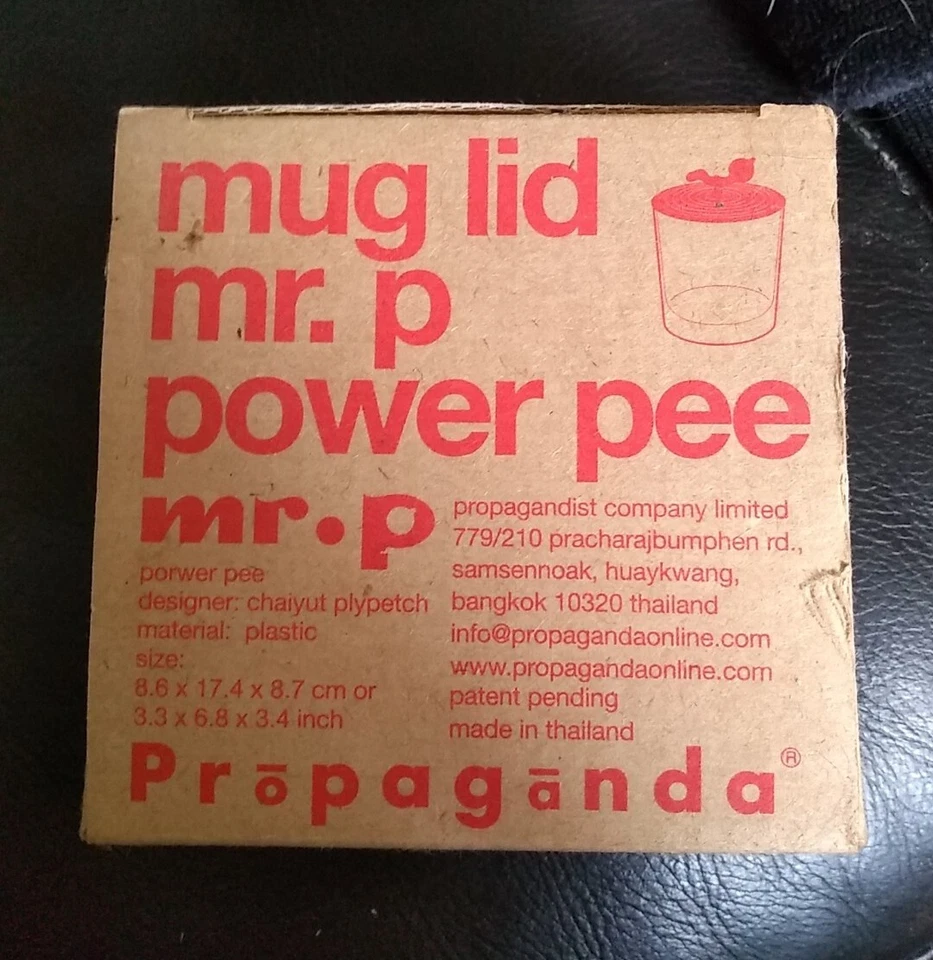 mug lid
mr. p
power pee
mr.p
porwer pee
designer: chaiyut plypetch
material: plastic
size:
8.6 x 17.4 x 8.7 cm or
3.3 x 6.8 x 3.4 inch
propagandist company limited
779/210 pracharajbumphen rd.,
samsennoak, huaykwang,
bangkok 10320 thailand
info@propagandaonline.com
www.propagandaonline.com
patent pending
made in thailand
Prōpagānda®